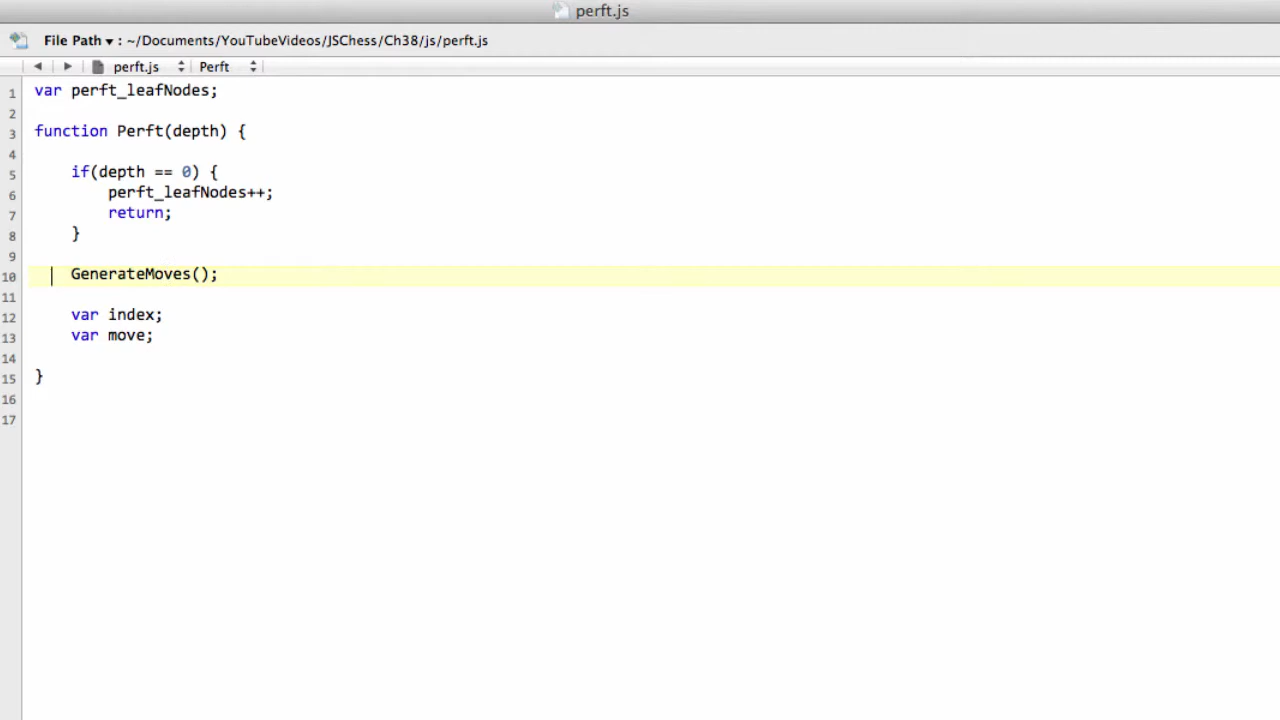 perft.js
File Path ▾ : ~/Documents/YouTubeVideos/JSChess/Ch38/js/perft.js
perft.js Perft
1 var perft_leafNodes;
2
3 function Perft(depth) {
4
5 if(depth == 0) {
6 perft_leafNodes++;
7 return;
8 }
9
10 GenerateMoves();
11
12 var index;
13 var move;
14
15 }
16
17